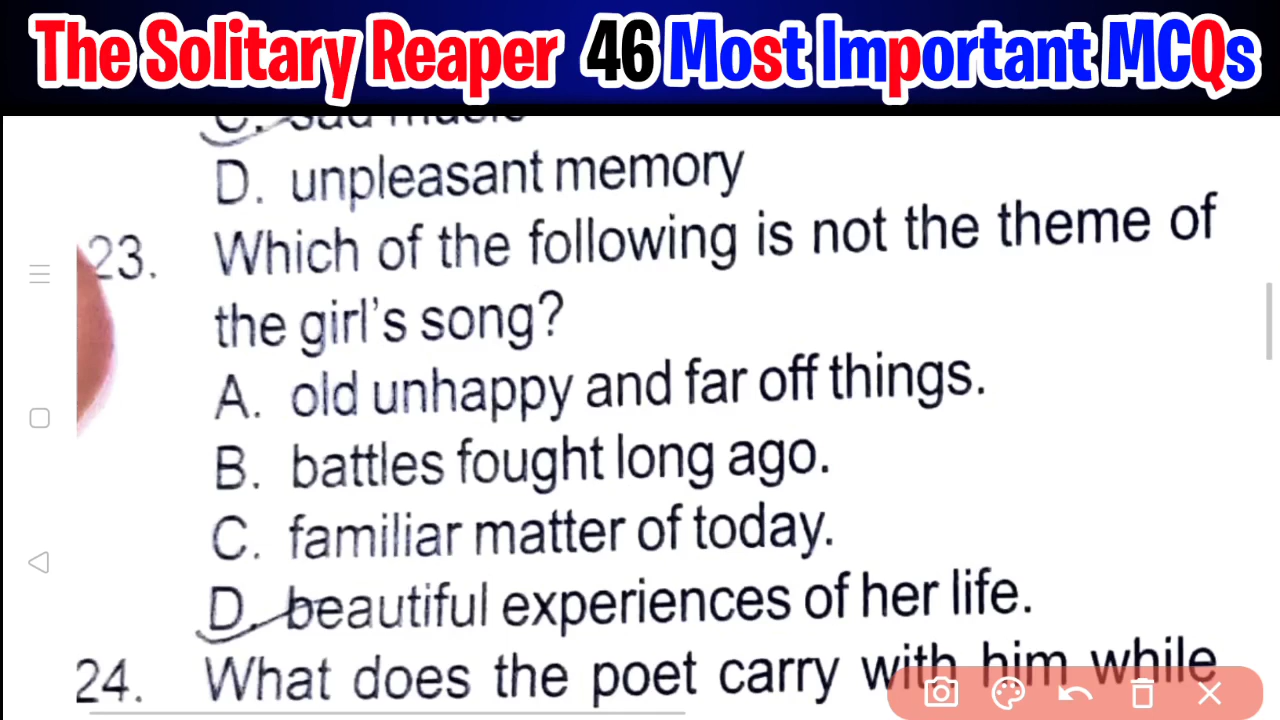 The Solitary Reaper 46 Most Important MCQs
C. sad music
D. unpleasant memory
23. Which of the following is not the theme of
the girl's song?
A. old unhappy and far off things.
B. battles fought long ago.
C. familiar matter of today.
D. beautiful experiences of her life.
24. What does the poet carry with him while